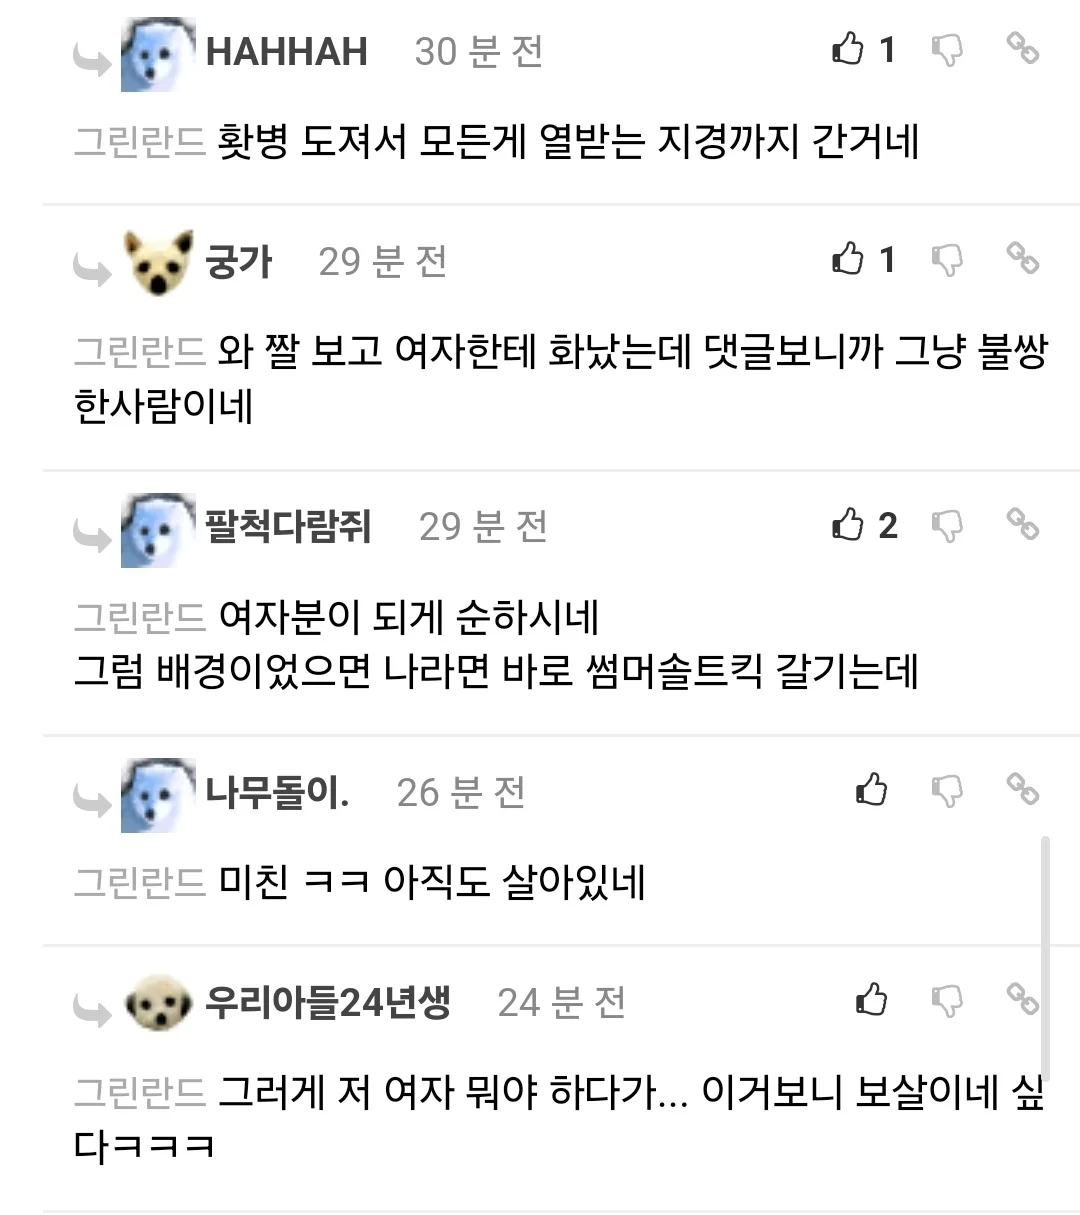 HAHHAH 30 분 전 1
그린란드 홧병 도져서 모든게 열받는 지경까지 간거네
궁가 29 분 전 1
그린란드 와 짤 보고 여자한테 화났는데 댓글보니까 그냥 불쌍
한사람이네
팔척다람쥐 29 분 전 2
그린란드 여자분이 되게 순하시네
그럼 배경이었으면 나라면 바로 썸머솔트킥 갈기는데
나무돌이. 26 분 전
그린란드 미친 ㅋㅋ 아직도 살아있네
우리아들24년생 24 분 전
그린란드 그러게 저 여자 뭐야 하다가... 이거보니 보살이네 싶
다ㅋㅋㅋ